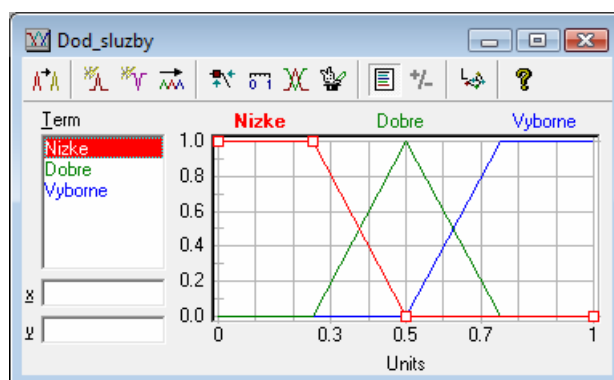 Dod_sluzby
Term
Nizke
Dobre
Vyborne
x
y
Nizke Dobre Vyborne
1.0
0.8
0.6
0.4
0.2
0.0
0 0.3 0.5 0.7 1
Units